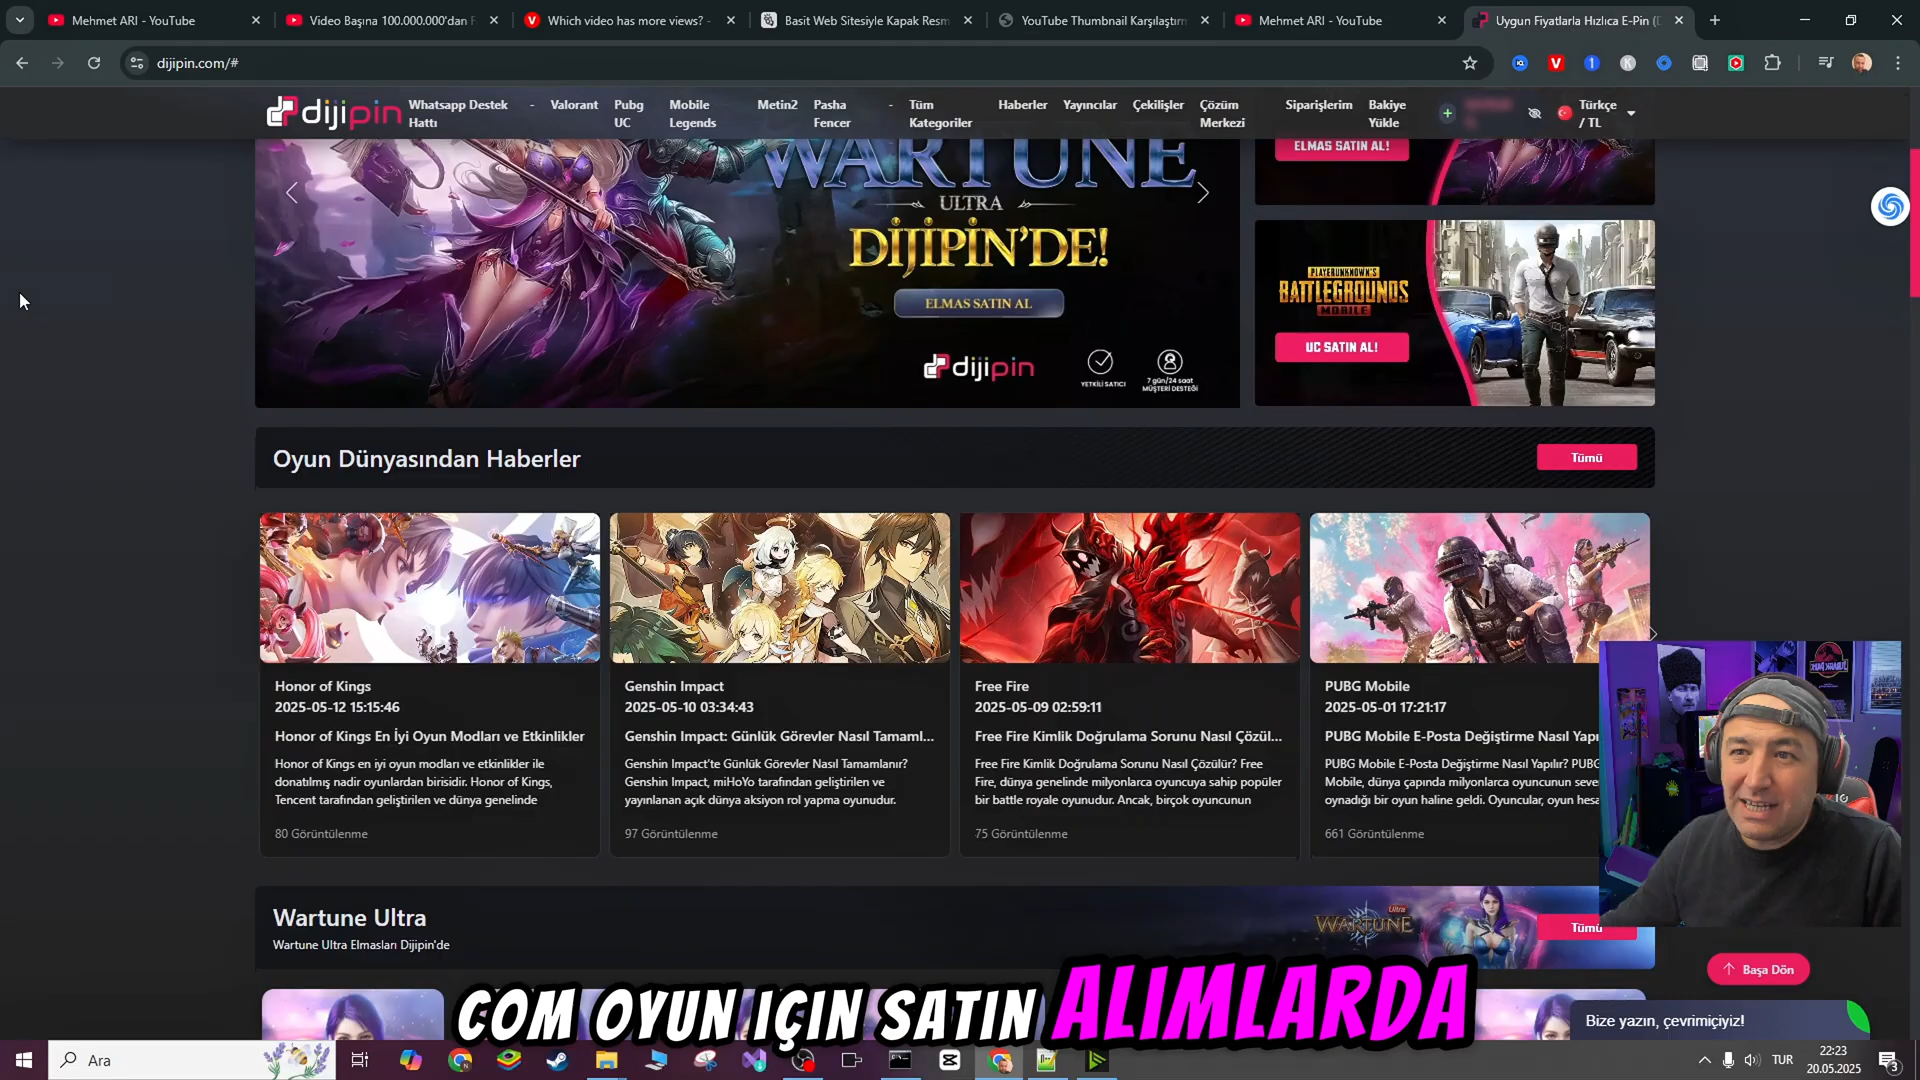 Mehmet ARI - YouTube
Video Başına 100.000.000'dan F
Which video has more views? -
Basit Web Sitesiyle Kapak Resm
YouTube Thumbnail Karşılaştırm
Mehmet ARI - YouTube
Uygun Fiyatlarla Hızlıca E-Pin (D
dijipin.com/#
dijipin
Whatsapp Destek Hattı
-
Valorant
Pubg UC
Mobile Legends
Metin2
Pasha Fencer
-
Tüm Kategoriler
Haberler
Yayıncılar
Çekilişler
Çözüm Merkezi
Siparişlerim
Bakiye Yükle
Türkçe / TL
WARTUNE
ULTRA
DİJİPİN'DE!
ELMAS SATIN AL
dijipin
YETKİLİ SATICI
7 gün/24 saat
MÜŞTERİ DESTEĞİ
ELMAS SATIN AL!
PLAYERUNKNOWN'S
BATTLEGROUNDS
MOBILE
UC SATIN AL!
Oyun Dünyasından Haberler
Tümü
Honor of Kings
2025-05-12 15:15:46
Honor of Kings En İyi Oyun Modları ve Etkinlikler
Honor of Kings en iyi oyun modları ve etkinlikler ile
donatılmış nadir oyunlardan birisidir. Honor of Kings,
Tencent tarafından geliştirilen ve dünya genelinde
80 Görüntülenme
Genshin Impact
2025-05-10 03:34:43
Genshin Impact: Günlük Görevler Nasıl Tamaml...
Genshin Impact'te Günlük Görevler Nasıl Tamamlanır?
Genshin Impact, miHoYo tarafından geliştirilen ve
yayınlanan açık dünya aksiyon rol yapma oyunudur.
97 Görüntülenme
Free Fire
2025-05-09 02:59:11
Free Fire Kimlik Doğrulama Sorunu Nasıl Çözül...
Free Fire Kimlik Doğrulama Sorunu Nasıl Çözülür? Free
Fire, dünya genelinde milyonlarca oyuncuya sahip popüler
bir battle royale oyunudur. Ancak, birçok oyuncunun
75 Görüntülenme
PUBG Mobile
2025-05-01 17:21:17
PUBG Mobile E-Posta Değiştirme Nasıl Yapı
PUBG Mobile E-Posta Değiştirme Nasıl Yapılır? PUBG
Mobile, dünya çapında milyonlarca oyuncunun seve
oynadığı bir oyun haline geldi. Oyuncular, oyun hesa
661 Görüntülenme
Wartune Ultra
Wartune Ultra Elmasları Dijipin'de
WARTUNE
Ultra
Tümü
Başa Dön
COM OYUN İÇİN SATIN ALIMLARDA
Bize yazın, çevrimiçiyiz!
Ara
TUR
22:23
20.05.2025
3